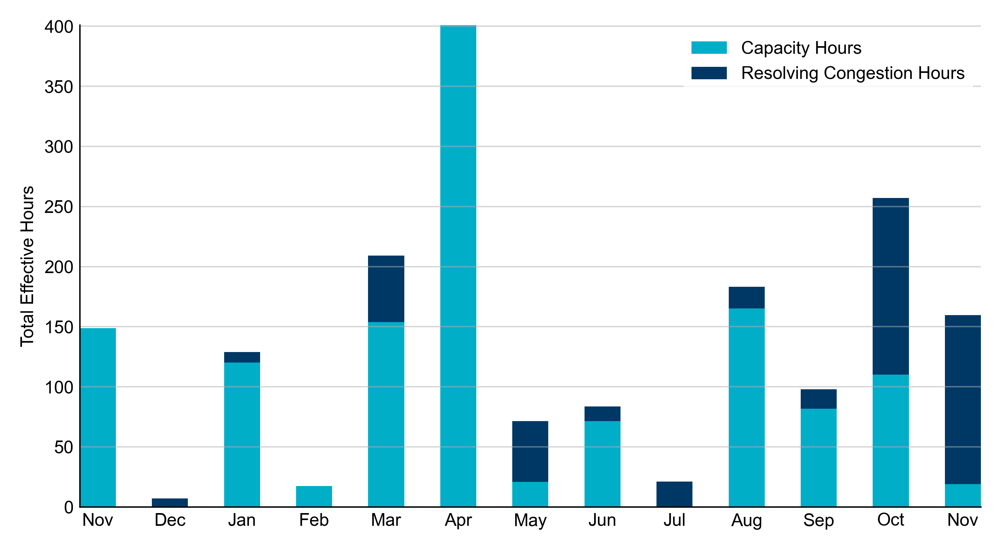 Total Effective Hours
400
350
300
250
200
150
100
50
0
Capacity Hours
Resolving Congestion Hours
Nov Dec Jan Feb Mar Apr May Jun Jul Aug Sep Oct Nov